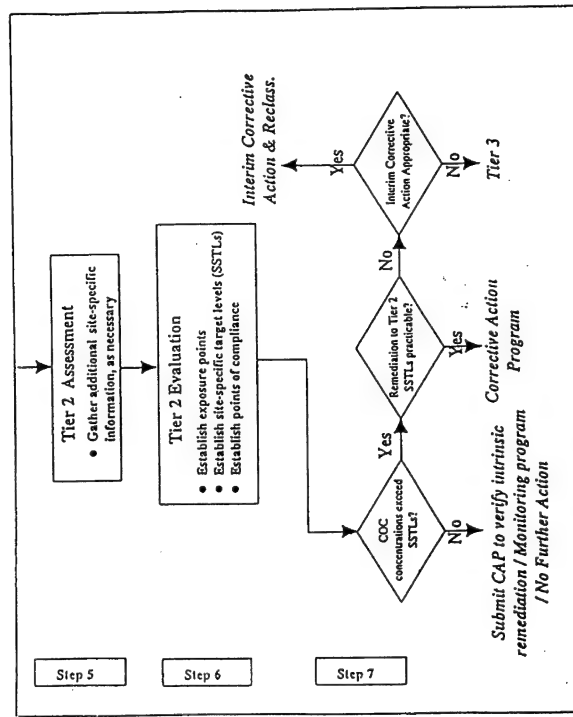 Step 5
Tier 2 Assessment
● Gather additional site-specific
information, as necessary
Step 6
Tier 2 Evaluation
● Establish exposure points
● Establish site-specific target levels (SSTLs)
● Establish points of compliance
Step 7
COC
concentrations exceed
SSTLs?
Yes
No
Submit CAP to verify intrinsic
remediation / Monitoring program
/ No Further Action
Remediation to Tier 2
SSTLs practicable?
No
Yes
Corrective Action
Program
Interim Corrective
Action Appropriate?
Yes
Interim Corrective
Action & Reclass.
No
Tier 3